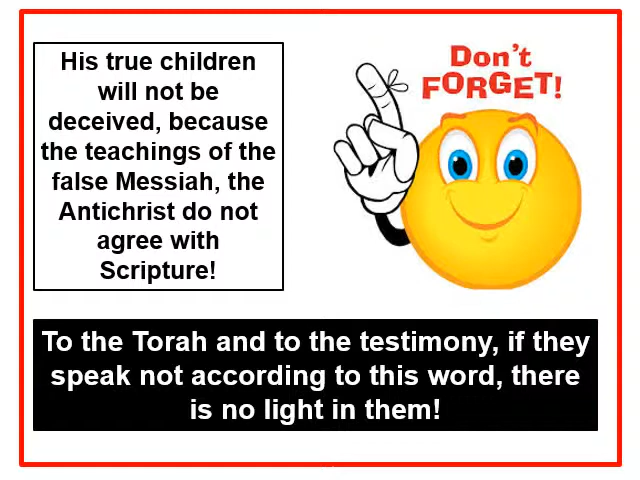 His true children
will not be
deceived, because
the teachings of the
false Messiah, the
Antichrist do not
agree with
Scripture!
Don't
FORGET!
To the Torah and to the testimony, if they
speak not according to this word, there
is no light in them!